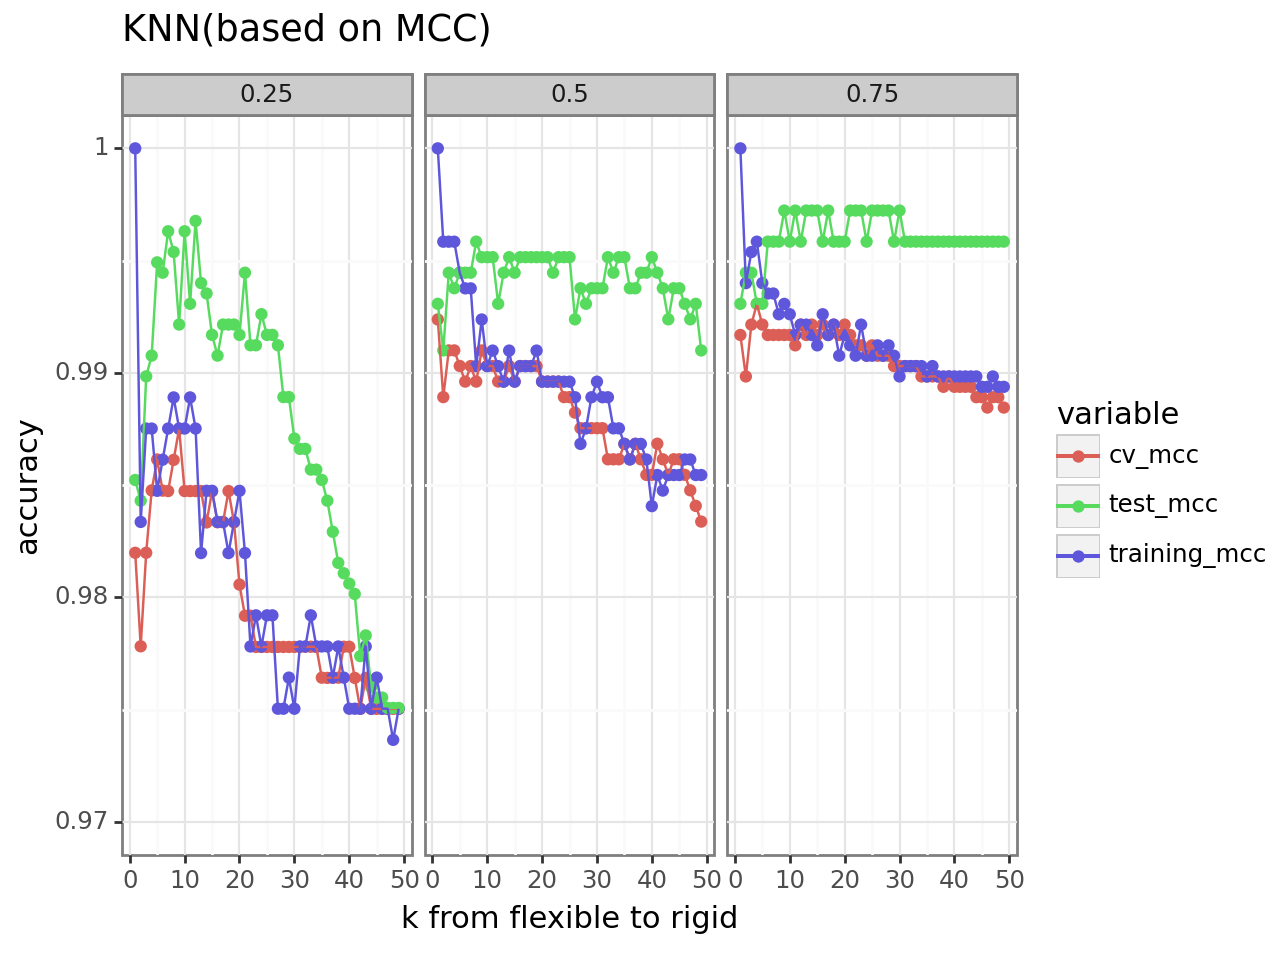 KNN(based on MCC)
0.25
0.5
0.75
1
0.99
0.98
0.97
accuracy
0 10 20 30 40 50
0 10 20 30 40 50
0 10 20 30 40 50
k from flexible to rigid
variable
cv_mcc
test_mcc
training_mcc